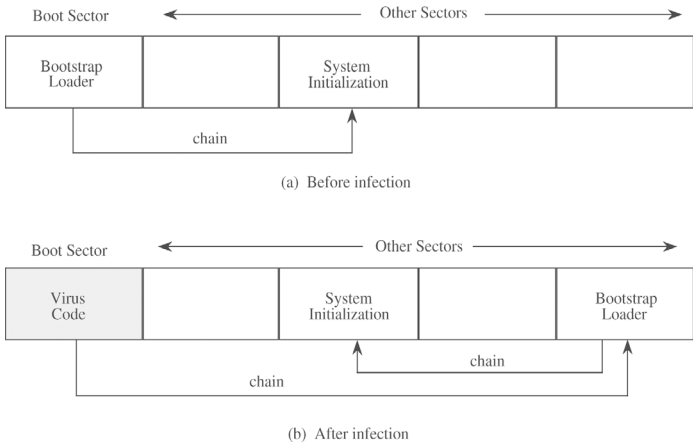 Boot Sector
Other Sectors
Bootstrap
Loader
System
Initialization
chain
(a) Before infection
Boot Sector
Other Sectors
Virus
Code
System
Initialization
Bootstrap
Loader
chain
chain
(b) After infection